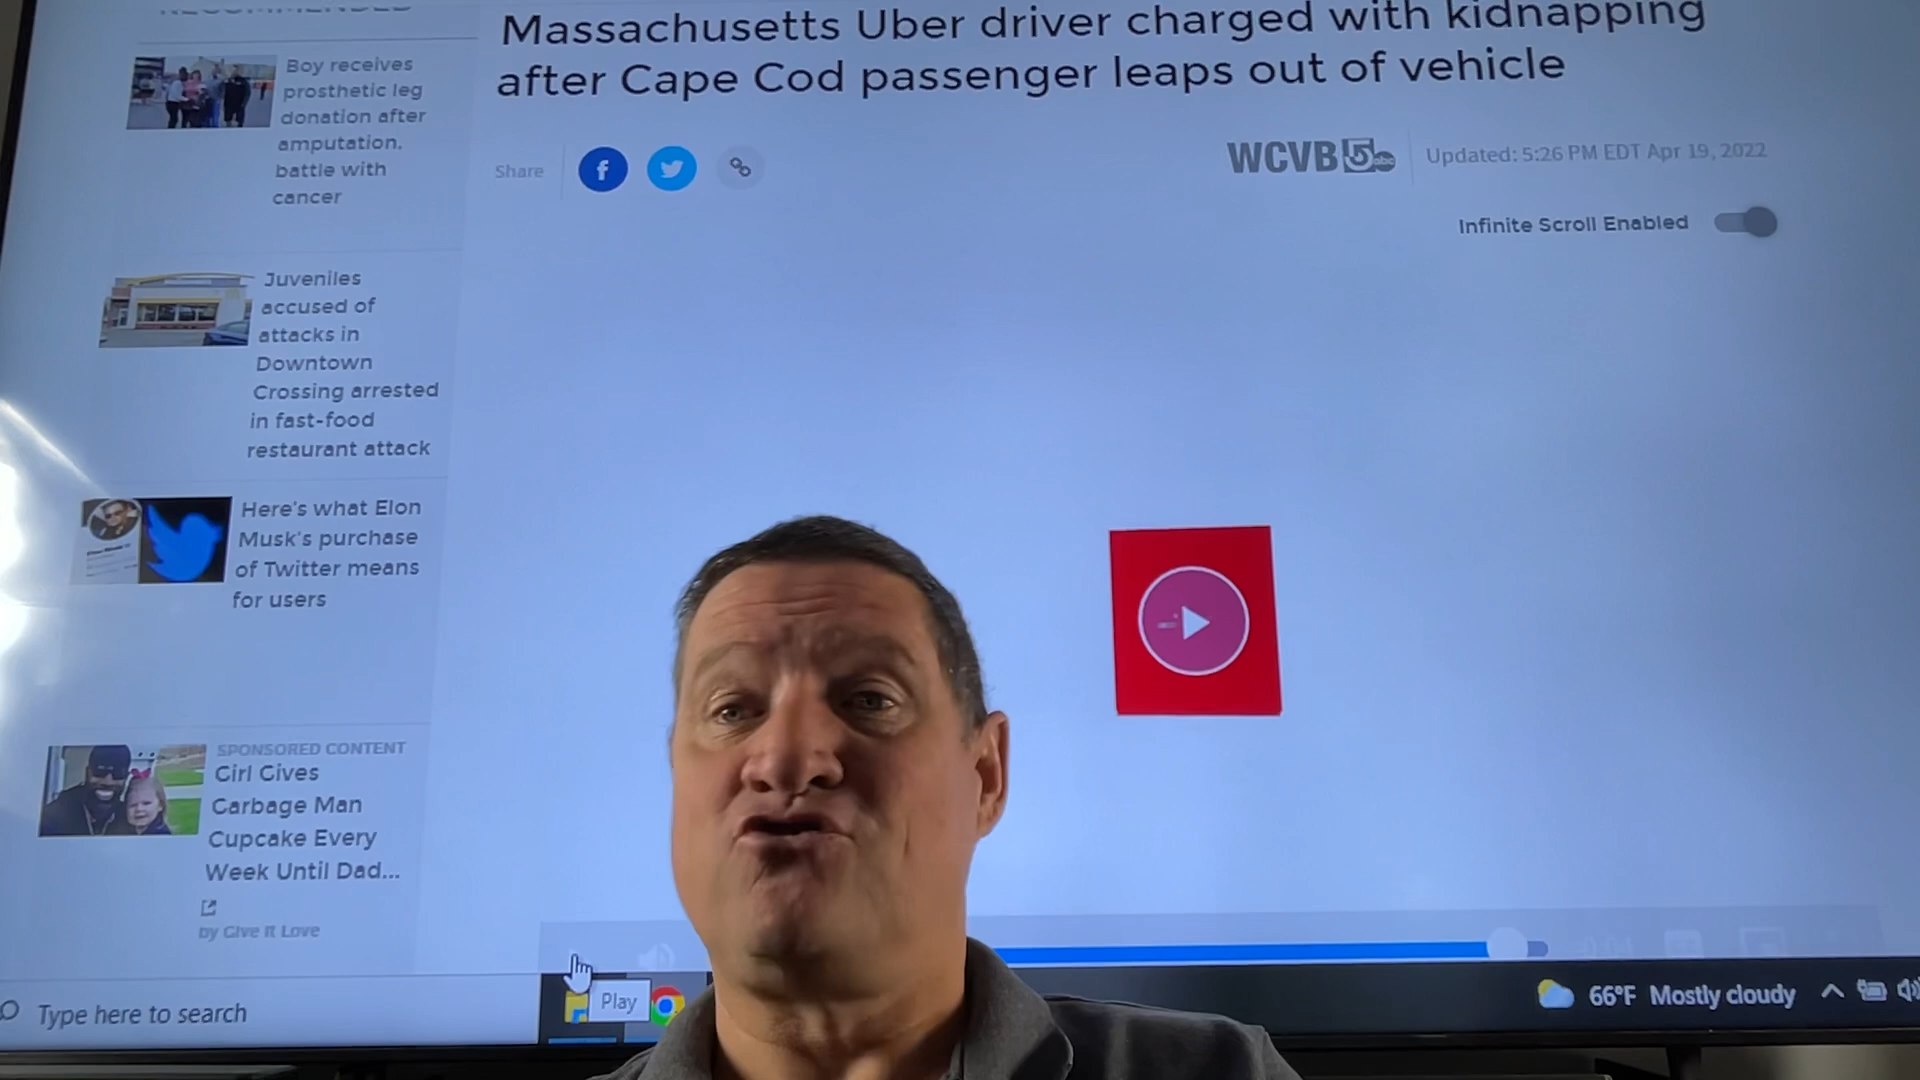 RECOMMENDED
Boy receives
prosthetic leg
donation after
amputation,
battle with
cancer
Juveniles
accused of
attacks in
Downtown
Crossing arrested
in fast-food
restaurant attack
Here's what Elon
Musk's purchase
of Twitter means
for users
SPONSORED CONTENT
Girl Gives
Garbage Man
Cupcake Every
Week Until Dad...
by Give It Love
Massachusetts Uber driver charged with kidnapping
after Cape Cod passenger leaps out of vehicle
Share
WCVB 5 abc
Updated: 5:26 PM EDT Apr 19, 2022
Infinite Scroll Enabled
Play
Type here to search
66°F Mostly cloudy